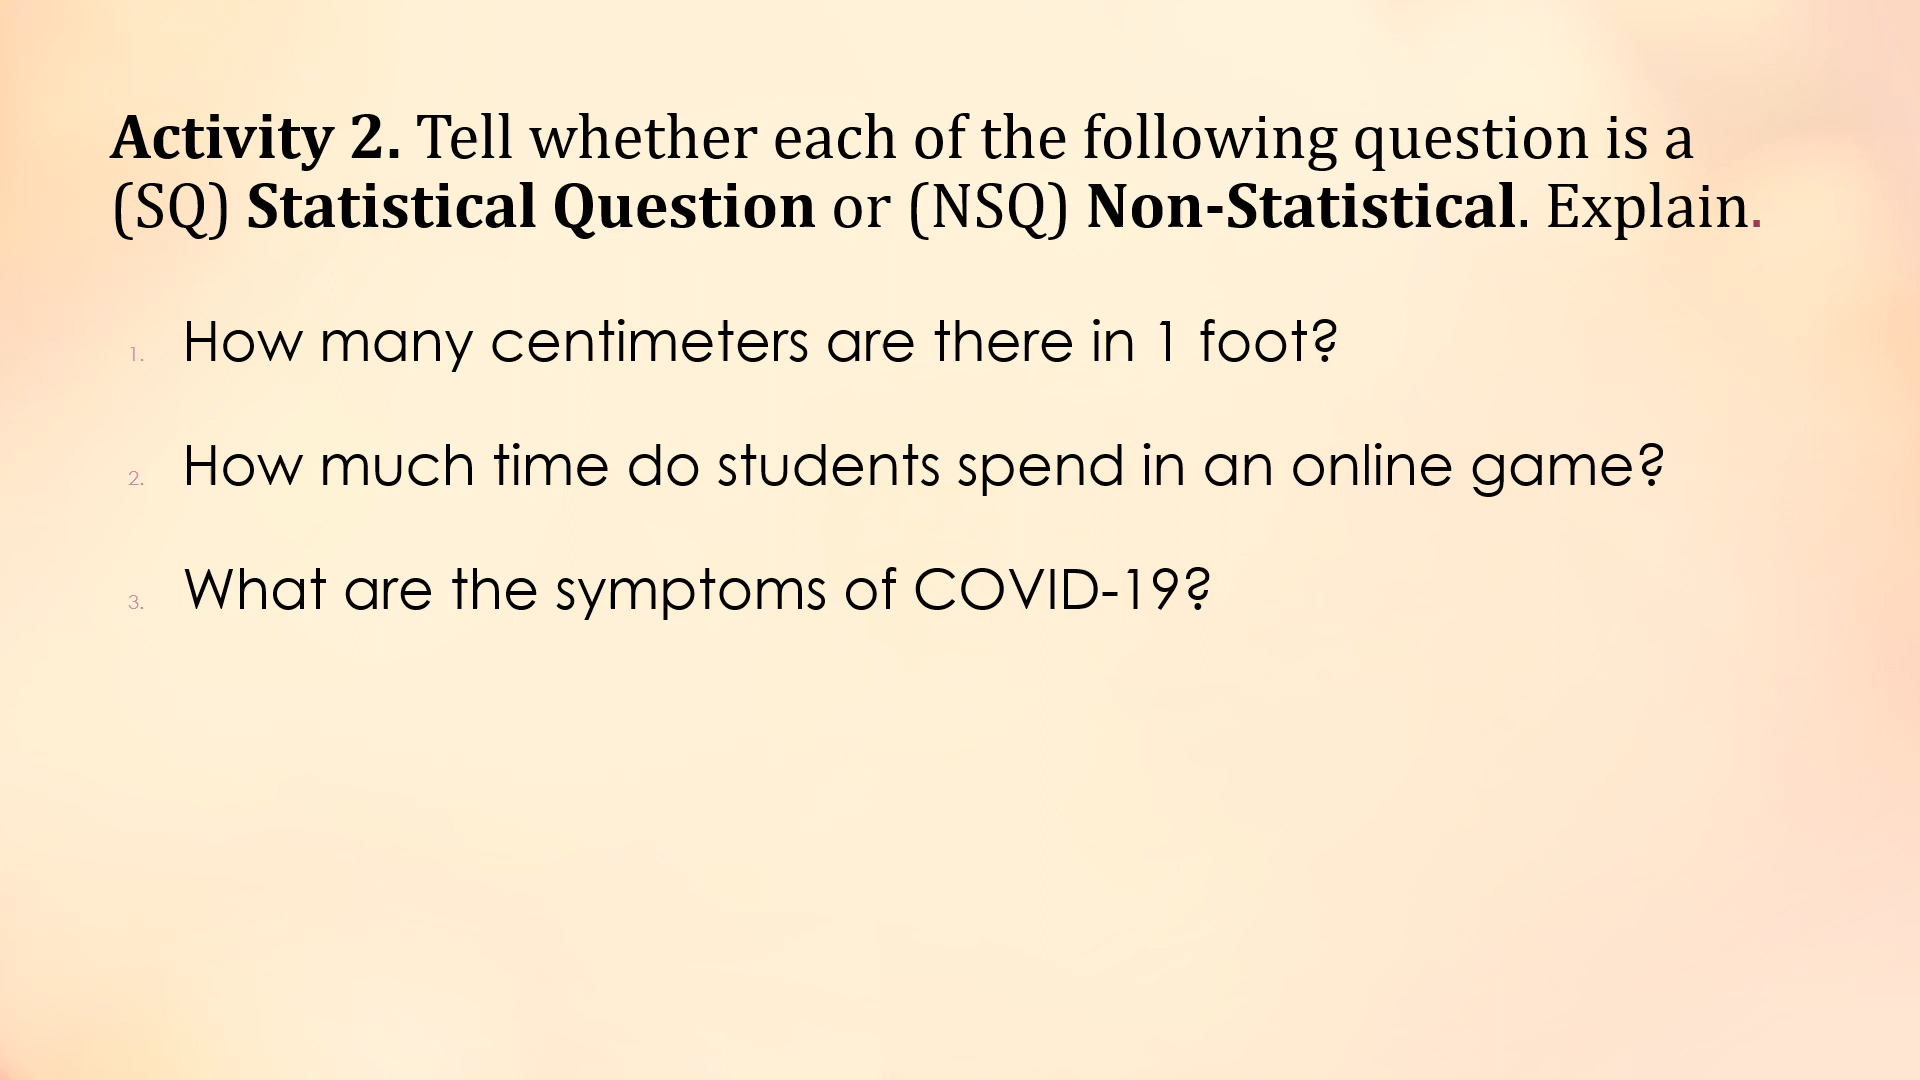 Activity 2. Tell whether each of the following question is a
(SQ) Statistical Question or (NSQ) Non-Statistical. Explain.
1. How many centimeters are there in 1 foot?
2. How much time do students spend in an online game?
3. What are the symptoms of COVID-19?